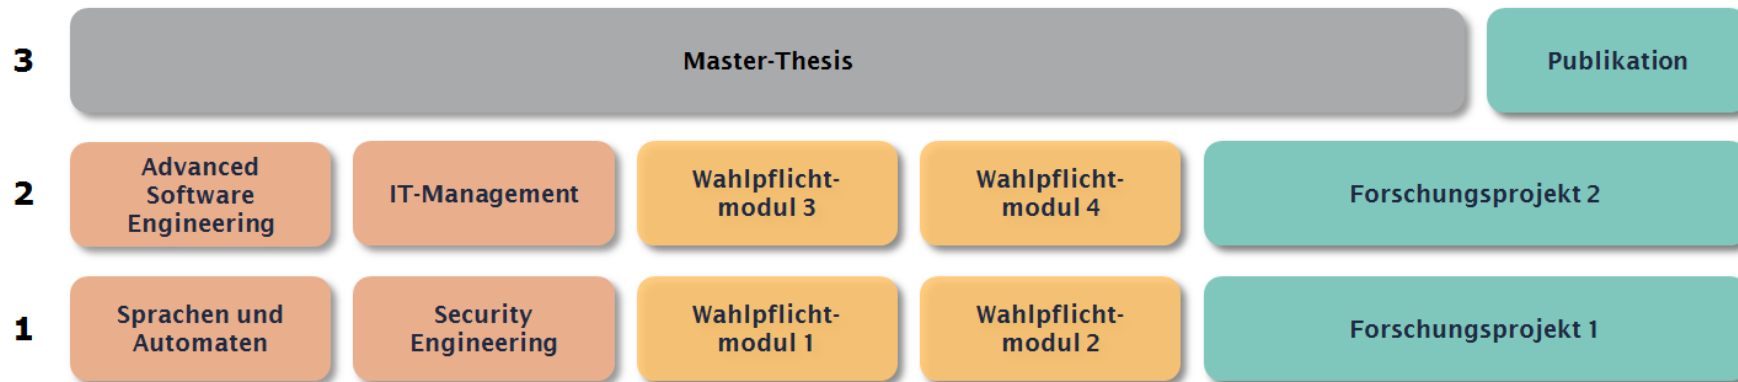 3
Master-Thesis
Publikation
2
Advanced
Software
Engineering
IT-Management
Wahlpflicht-
modul 3
Wahlpflicht-
modul 4
Forschungsprojekt 2
1
Sprachen und
Automaten
Security
Engineering
Wahlpflicht-
modul 1
Wahlpflicht-
modul 2
Forschungsprojekt 1